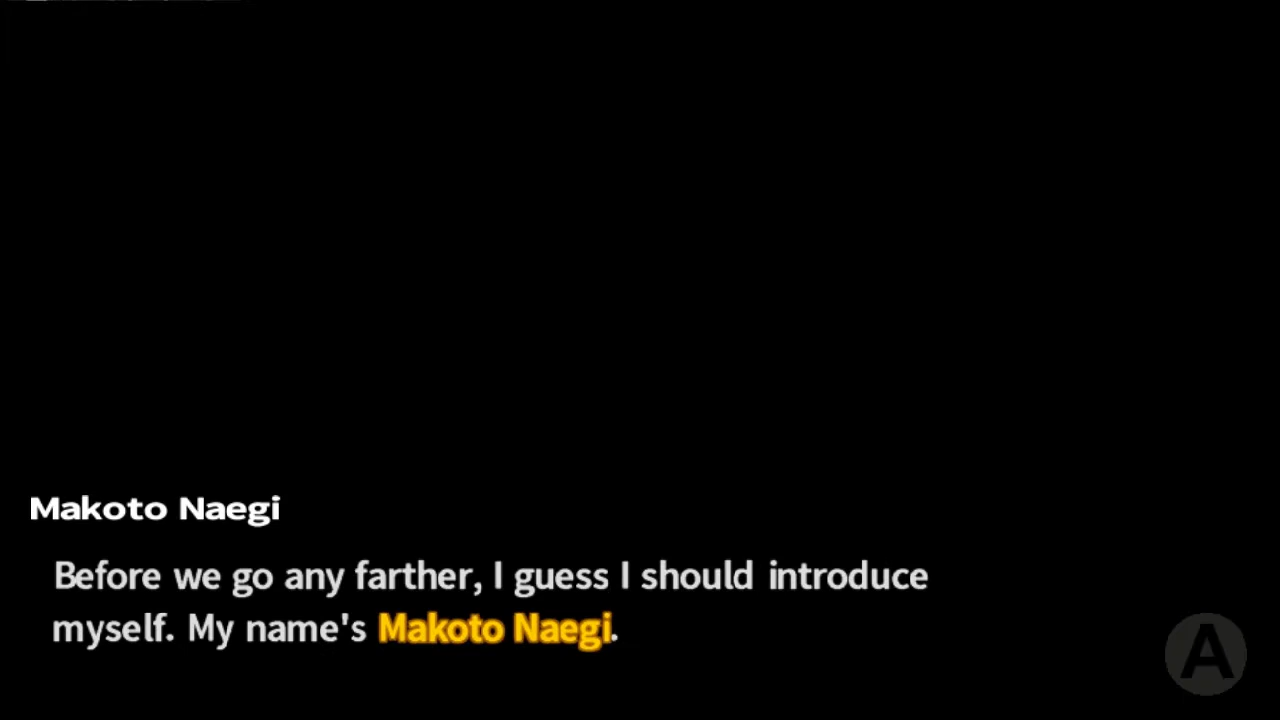 Makoto Naegi
Before we go any farther, I guess I should introduce
myself. My name's Makoto Naegi.
A